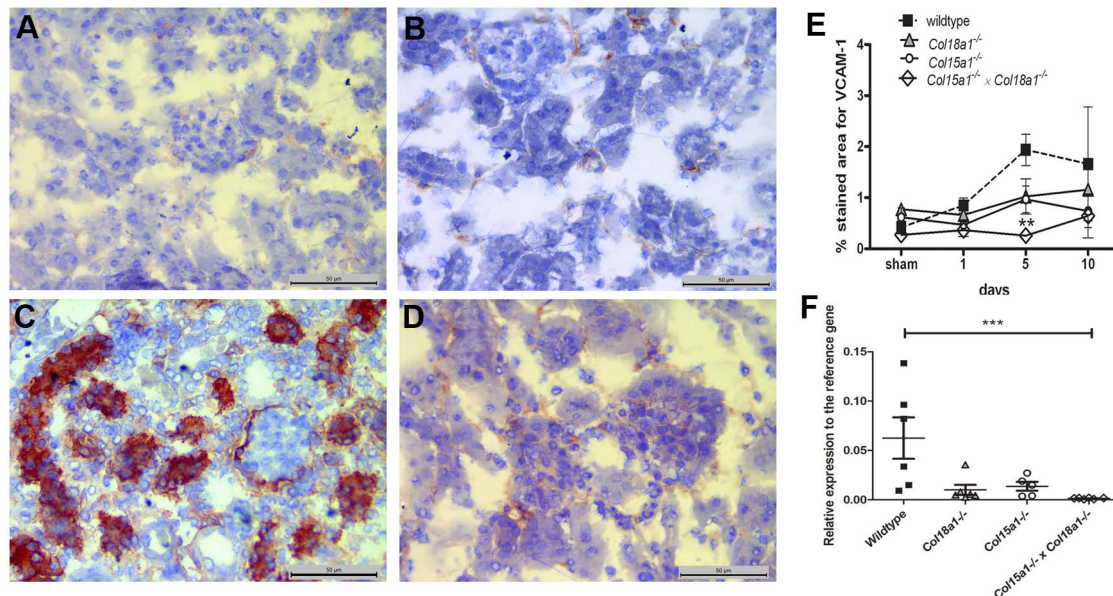 A
B
50 µm
50 µm
C
D
50 µm
50 µm
E
wildtype
Col18a1-/-
Col15a1-/-
Col15a1-/- x Col18a1-/-
% stained area for VCAM-1
4
3
2
1
0
**
sham 1 5 10
days
F
***
Relative expression to the reference gene
0.15
0.10
0.05
0.00
Wildtype
Col18a1-/-
Col15a1-/-
Col15a1-/- x Col18a1-/-